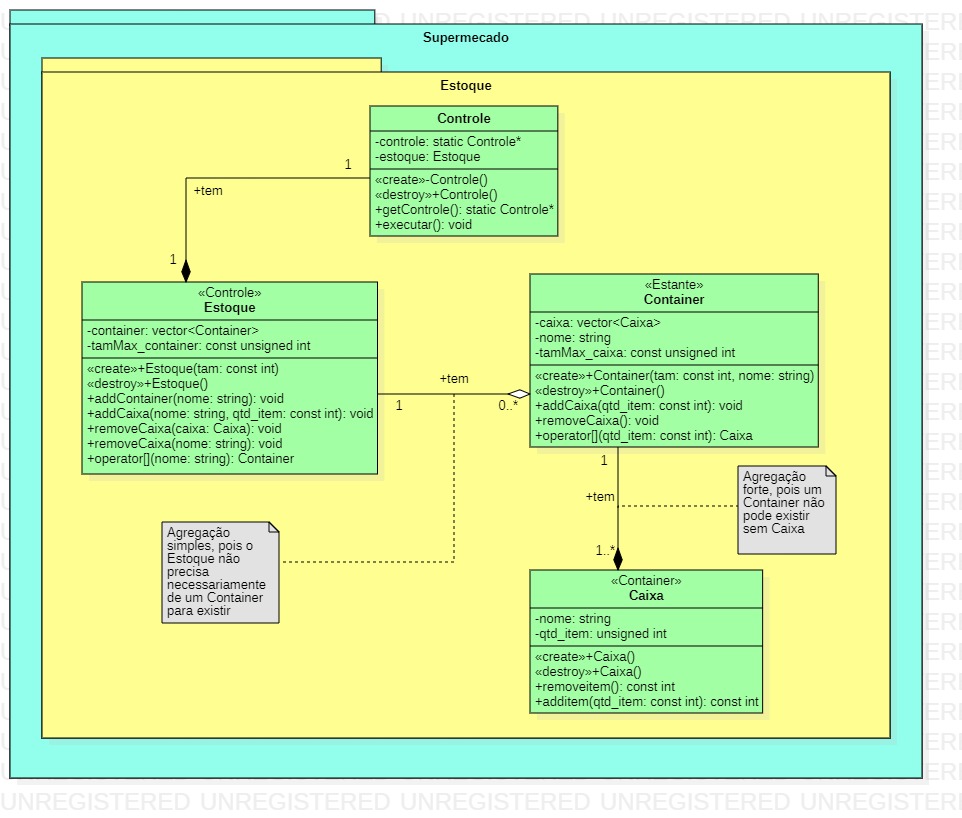 Supermecado
Estoque
Controle
-controle: static Controle*
-estoque: Estoque
«create»-Controle()
«destroy»+Controle()
+getControle(): static Controle*
+executar(): void
1
+tem
1
«Controle»
Estoque
-container: vector<Container>
-tamMax_container: const unsigned int
«create»+Estoque(tam: const int)
«destroy»+Estoque()
+addContainer(nome: string): void
+addCaixa(nome: string, qtd_item: const int): void
+removeCaixa(caixa: Caixa): void
+removeCaixa(nome: string): void
+operator[](nome: string): Container
+tem
1
0..*
«Estante»
Container
-caixa: vector<Caixa>
-nome: string
-tamMax_caixa: const unsigned int
«create»+Container(tam: const int, nome: string)
«destroy»+Container()
+addCaixa(qtd_item: const int): void
+removeCaixa(): void
+operator[](qtd_item: const int): Caixa
1
+tem
1..*
Agregação
forte, pois um
Container não
pode existir
sem Caixa
Agregação
simples, pois o
Estoque não
precisa
necessariamente
de um Container
para existir
«Container»
Caixa
-nome: string
-qtd_item: unsigned int
«create»+Caixa()
«destroy»+Caixa()
+removeitem(): const int
+additem(qtd_item: const int): const int
UNREGISTERED UNREGISTERED UNREGISTERED UNREGISTERED UNREGISTERI